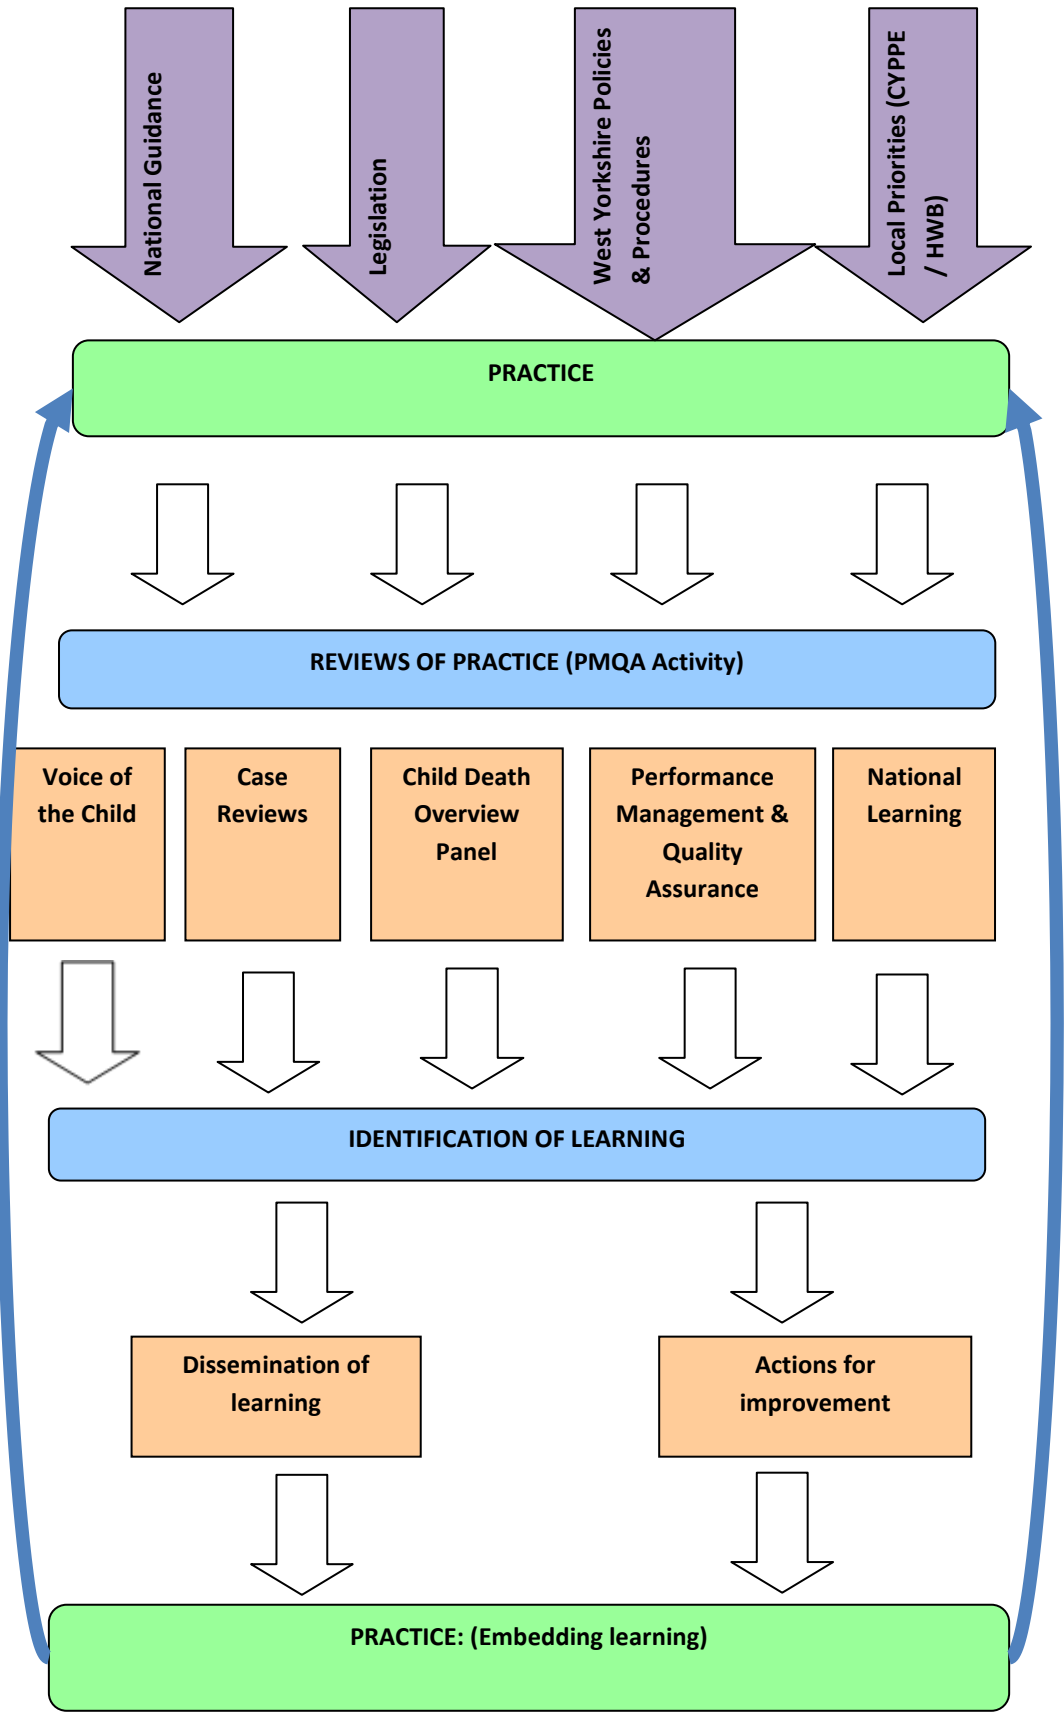 National Guidance
Legislation
West Yorkshire Policies
& Procedures
Local Priorities (CYPPE
/ HWB)
PRACTICE
REVIEWS OF PRACTICE (PMQA Activity)
Voice of
the Child
Case
Reviews
Child Death
Overview
Panel
Performance
Management &
Quality
Assurance
National
Learning
IDENTIFICATION OF LEARNING
Dissemination of
learning
Actions for
improvement
PRACTICE: (Embedding learning)